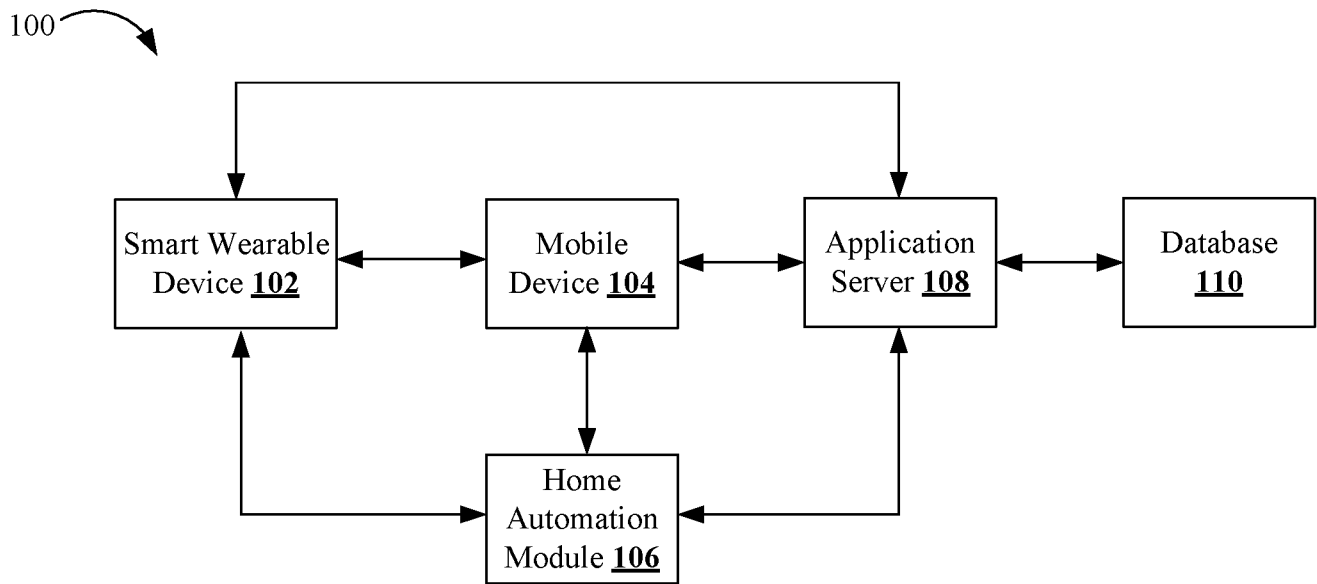 100
Smart Wearable
Device 102
Mobile
Device 104
Application
Server 108
Database
110
Home
Automation
Module 106